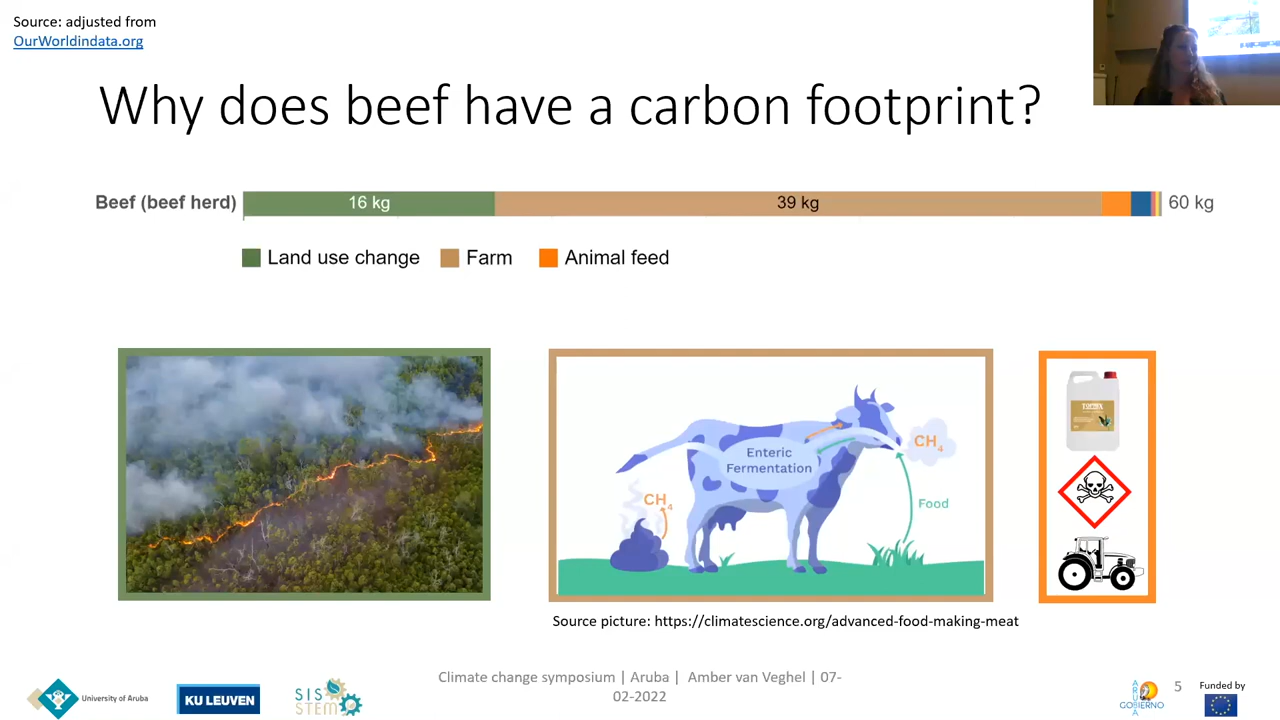 Source: adjusted from
OurWorldindata.org
Why does beef have a carbon footprint?
Beef (beef herd)
16 kg
39 kg
60 kg
Land use change
Farm
Animal feed
Enteric
Fermentation
CH4
CH4
Food
Source picture: https://climatescience.org/advanced-food-making-meat
University of Aruba
KU LEUVEN
SIS
STEM
Climate change symposium | Aruba | Amber van Veghel | 07-
02-2022
ARUBA
GOBIERNO
5
Funded by